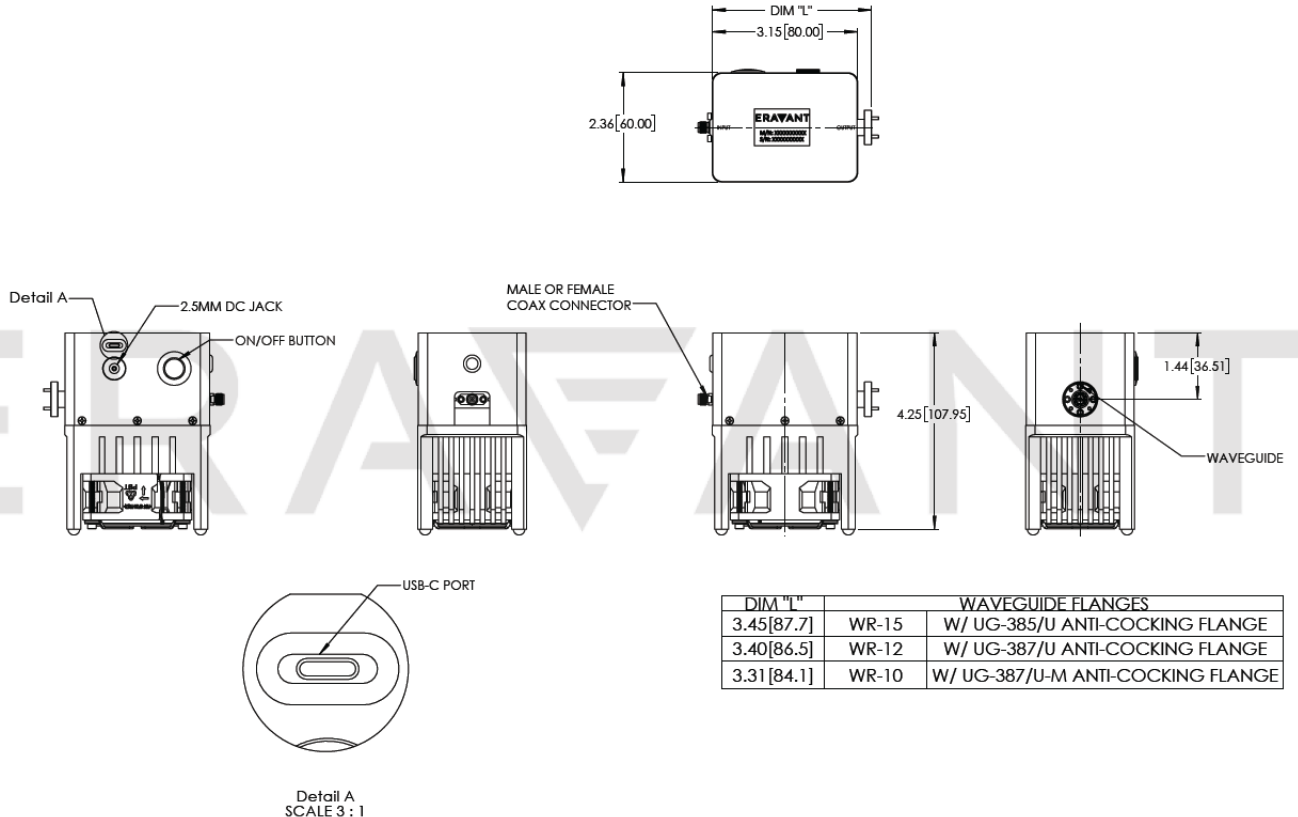 DIM "L"
3.15[80.00]
2.36[60.00]
ERAVANT
M/N: XXXXXXXXXX
S/N: XXXXXXXXXX
INPUT
OUTPUT
Detail A
2.5MM DC JACK
ON/OFF BUTTON
MALE OR FEMALE
COAX CONNECTOR
4.25[107.95]
1.44[36.51]
WAVEGUIDE
ERAVANT
USB-C PORT
Detail A
SCALE 3 : 1
DIM "L" WAVEGUIDE FLANGES
3.45[87.7] WR-15 W/ UG-385/U ANTI-COCKING FLANGE
3.40[86.5] WR-12 W/ UG-387/U ANTI-COCKING FLANGE
3.31[84.1] WR-10 W/ UG-387/U-M ANTI-COCKING FLANGE